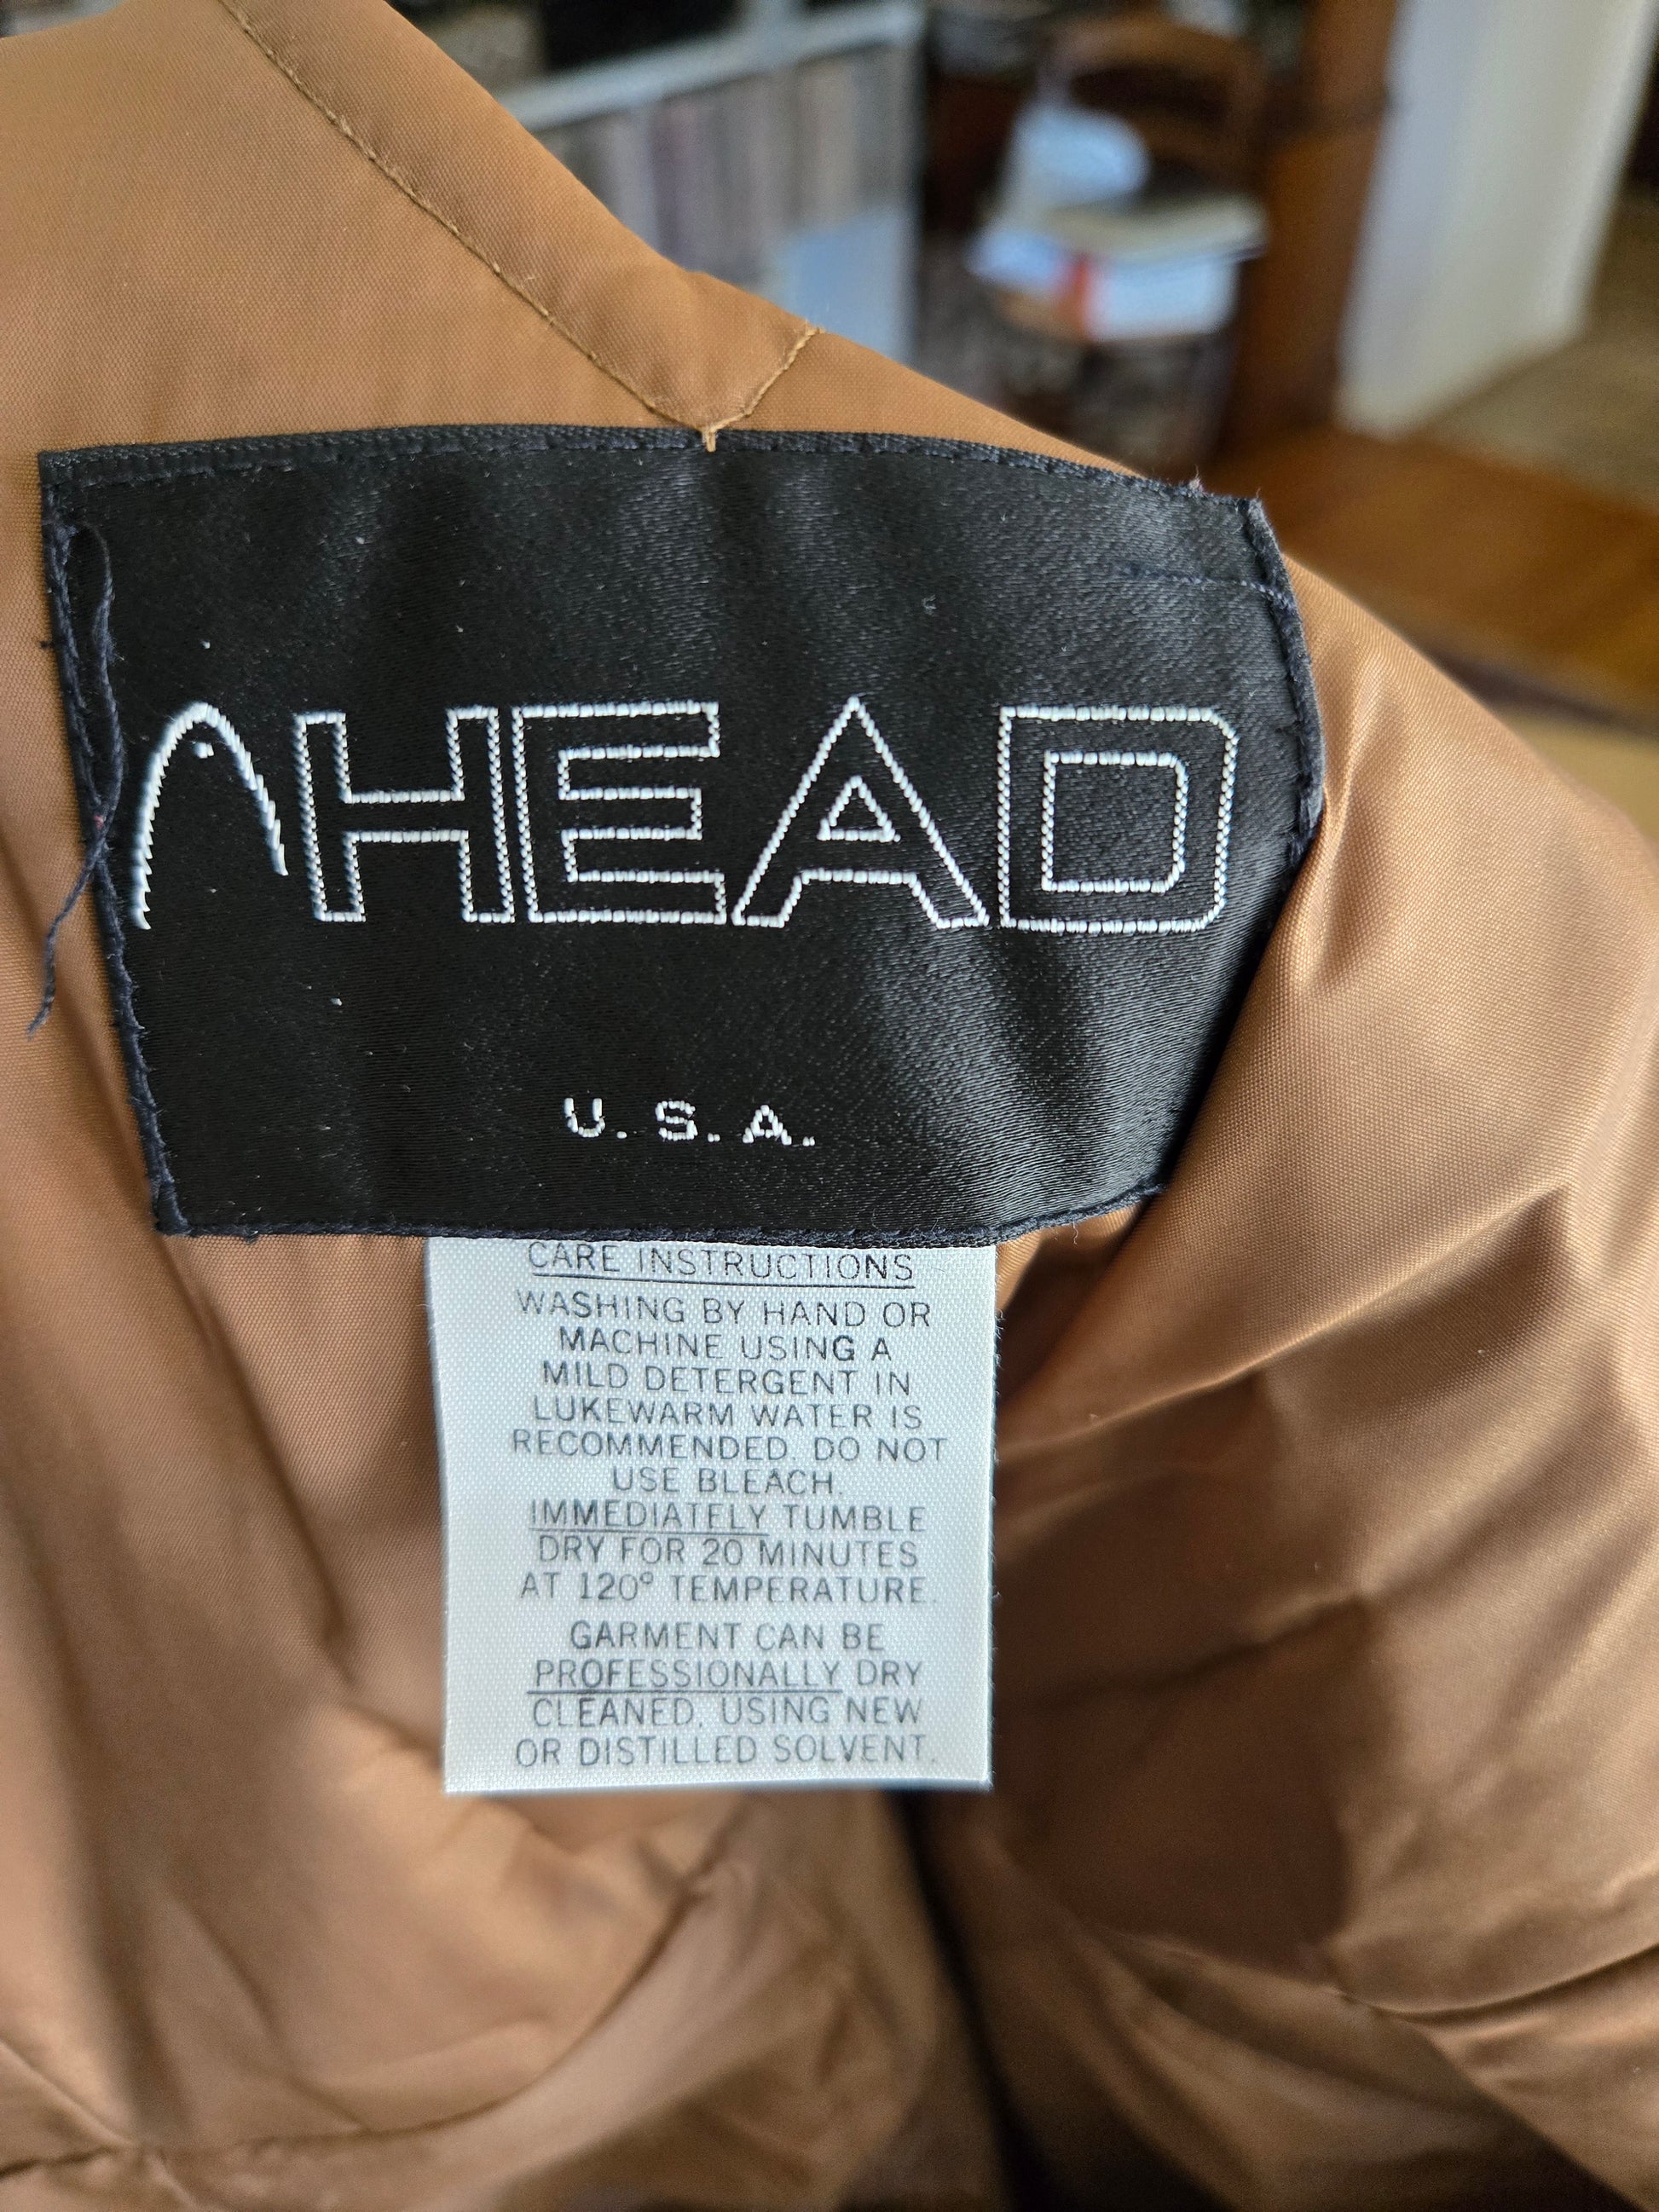 HEAD
U.S.A.
CARE INSTRUCTIONS
WASHING BY HAND OR
MACHINE USING A
MILD DETERGENT IN
LUKEWARM WATER IS
RECOMMENDED. DO NOT
USE BLEACH.
IMMEDIATELY TUMBLE
DRY FOR 20 MINUTES
AT 120° TEMPERATURE.
GARMENT CAN BE
PROFESSIONALLY DRY
CLEANED, USING NEW
OR DISTILLED SOLVENT.